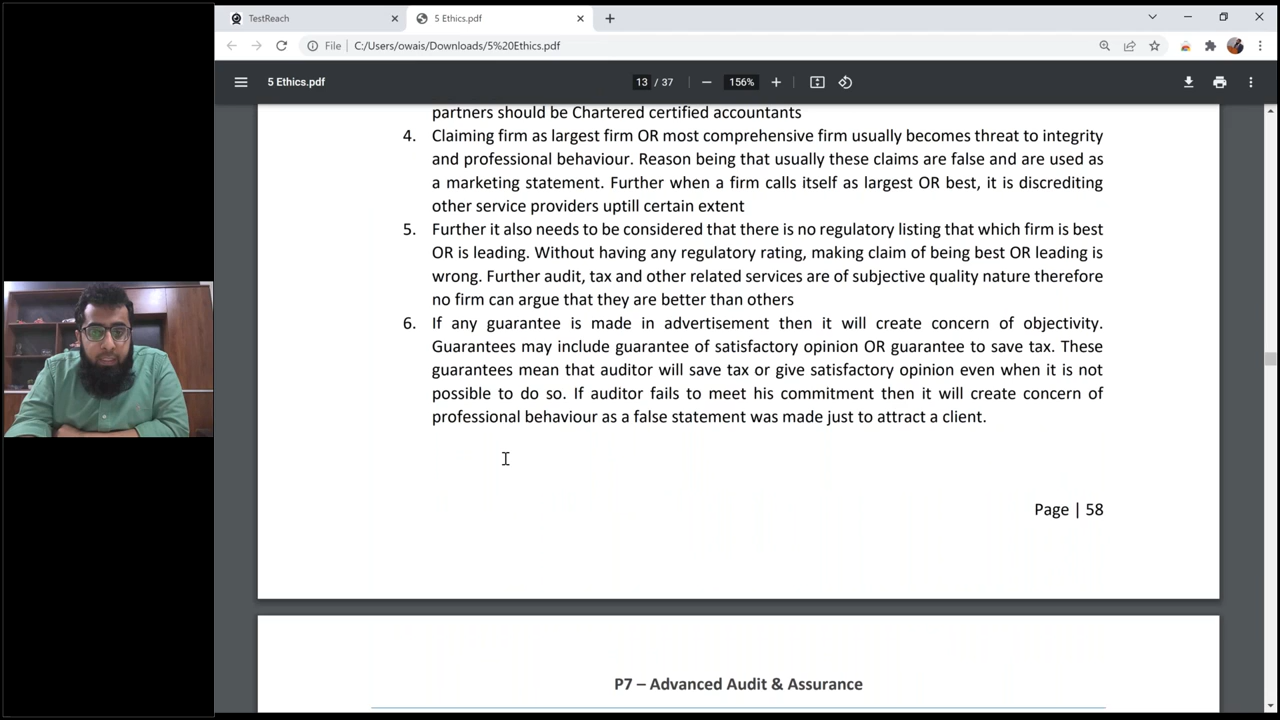 TestReach
5 Ethics.pdf
File
C:/Users/owais/Downloads/5%20Ethics.pdf
5 Ethics.pdf
13 / 37
156%
partners should be Chartered certified accountants
4. Claiming firm as largest firm OR most comprehensive firm usually becomes threat to integrity
and professional behaviour. Reason being that usually these claims are false and are used as
a marketing statement. Further when a firm calls itself as largest OR best, it is discrediting
other service providers uptill certain extent
5. Further it also needs to be considered that there is no regulatory listing that which firm is best
OR is leading. Without having any regulatory rating, making claim of being best OR leading is
wrong. Further audit, tax and other related services are of subjective quality nature therefore
no firm can argue that they are better than others
6. If any guarantee is made in advertisement then it will create concern of objectivity.
Guarantees may include guarantee of satisfactory opinion OR guarantee to save tax. These
guarantees mean that auditor will save tax or give satisfactory opinion even when it is not
possible to do so. If auditor fails to meet his commitment then it will create concern of
professional behaviour as a false statement was made just to attract a client.
Page | 58
P7 – Advanced Audit & Assurance